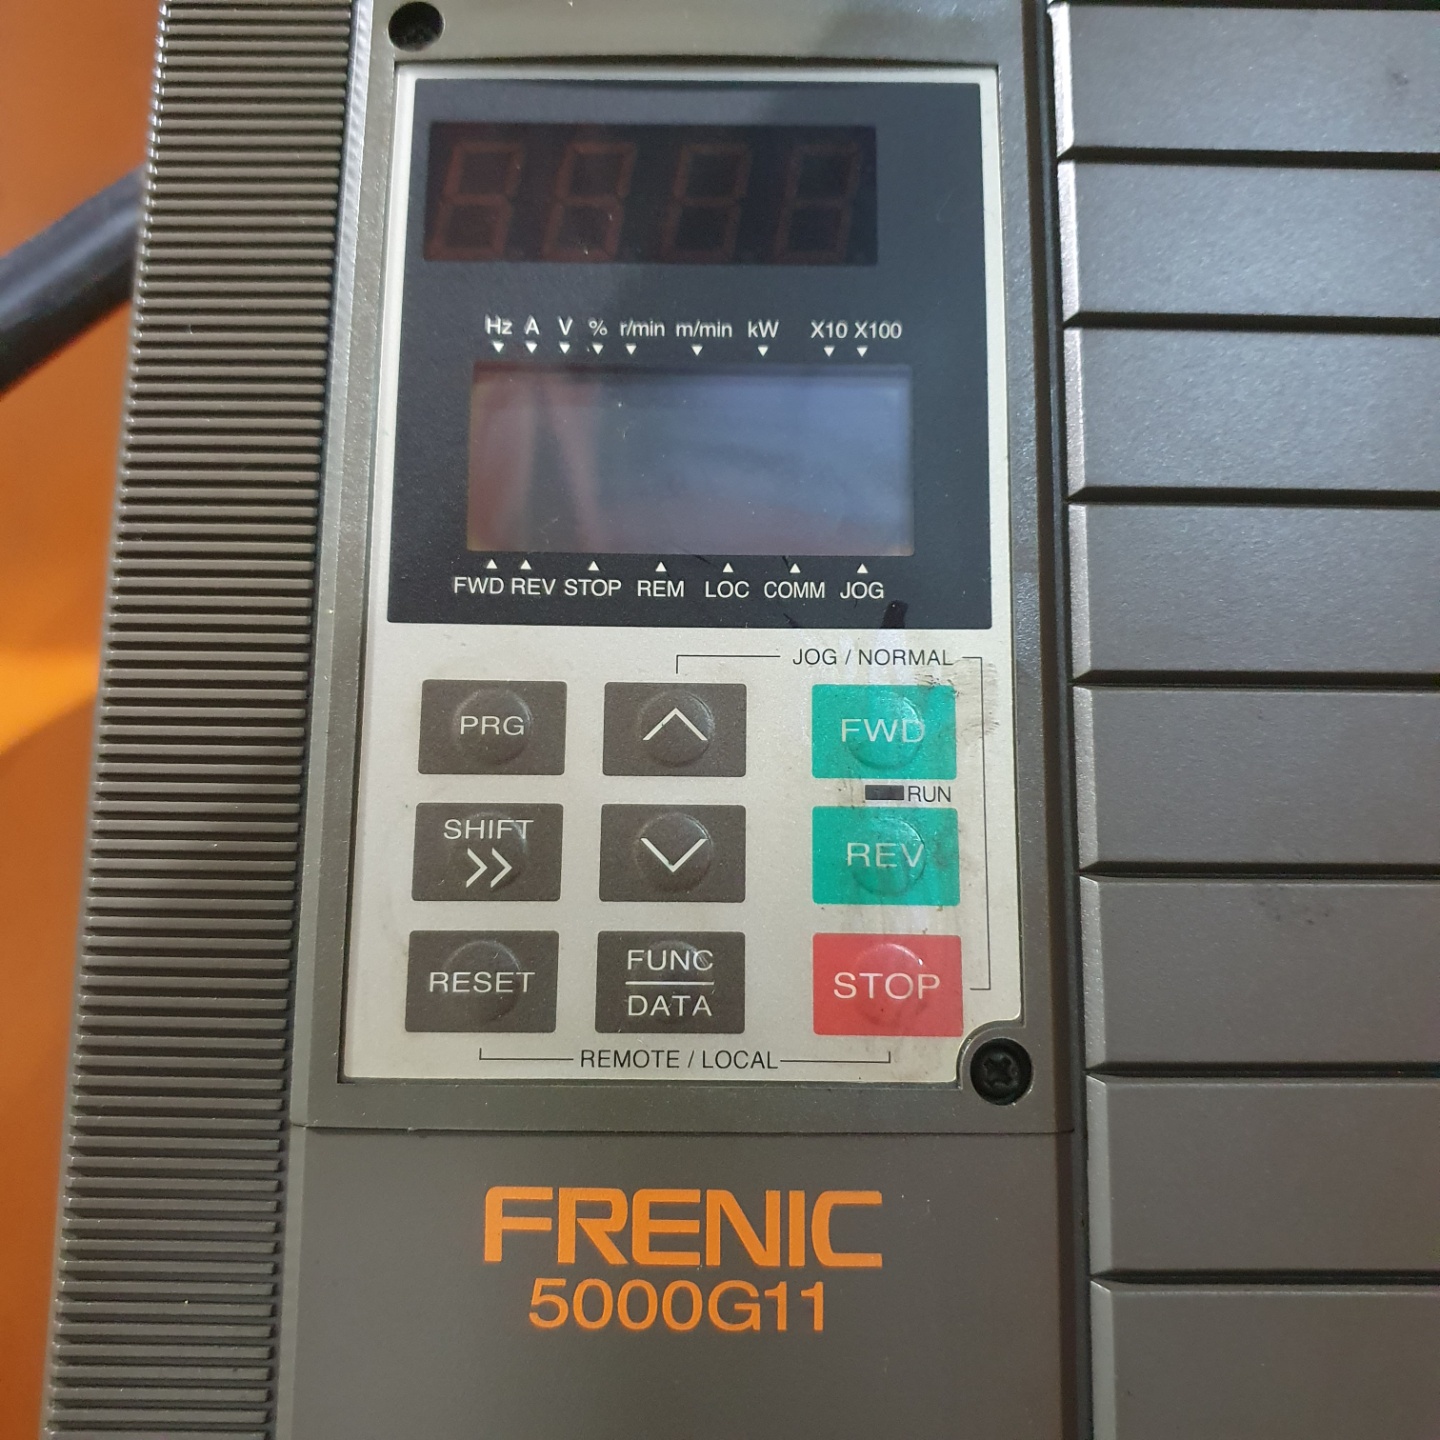 Hz A V % r/min m/min kW X10 X100
FWD REV STOP REM LOC COMM JOG
JOG / NORMAL
PRG
FWD
RUN
SHIFT
REV
RESET
FUNC
DATA
STOP
REMOTE / LOCAL
FRENIC
5000G11